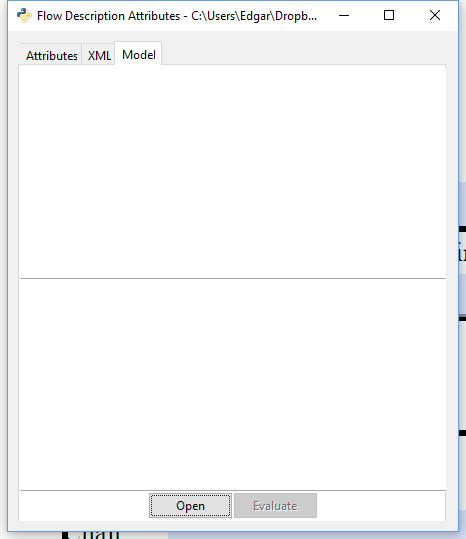 Flow Description Attributes - C:\Users\Edgar\Dropb...
Attributes XML Model
Open Evaluate